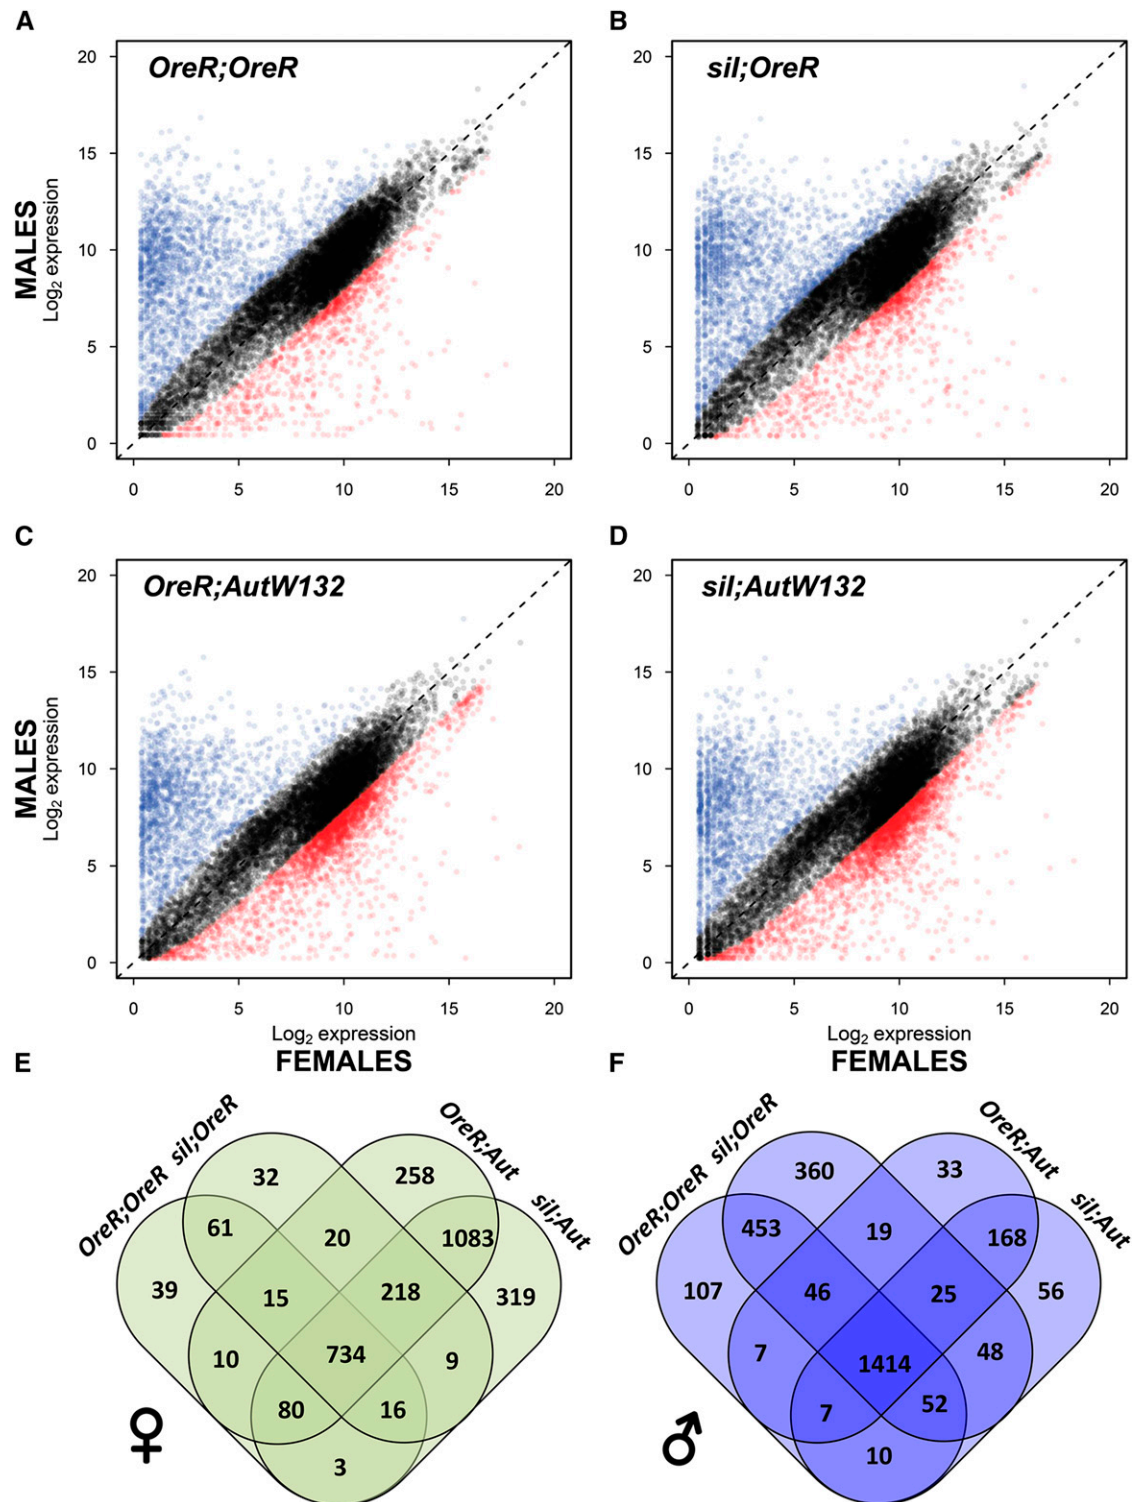 A
B
OreR;OreR
sil;OreR
20
15
10
5
0
0
5
10
15
20
20
15
10
5
0
0
5
10
15
20
MALES
Log2 expression
C
D
OreR;AutW132
sil;AutW132
20
15
10
5
0
0
5
10
15
20
20
15
10
5
0
0
5
10
15
20
MALES
Log2 expression
Log2 expression
FEMALES
Log2 expression
FEMALES
E
OreR;OreR
sil;OreR
OreR;Aut
sil;Aut
32
258
61
20
1083
39
15
218
319
10
734
9
80
16
3
♀
F
OreR;OreR
sil;OreR
OreR;Aut
sil;Aut
360
33
453
19
168
107
46
25
56
7
1414
48
7
52
10
♂